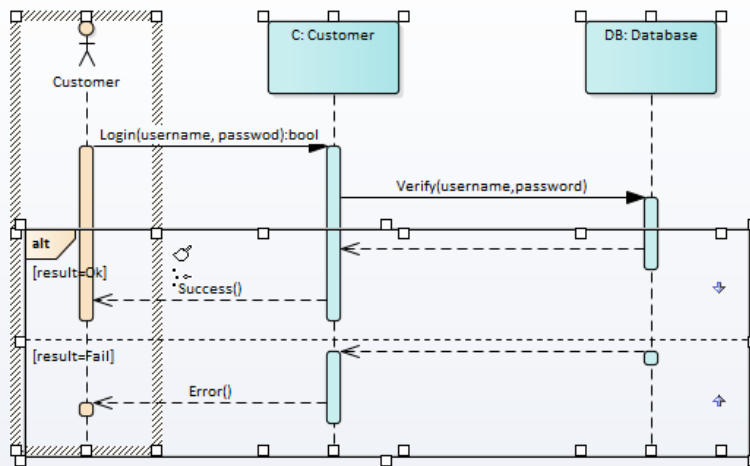 C: Customer
DB: Database
Customer
Login(username, passwod):bool
Verify(username,password)
alt
[result=Ok]
Success()
[result=Fail]
Error()